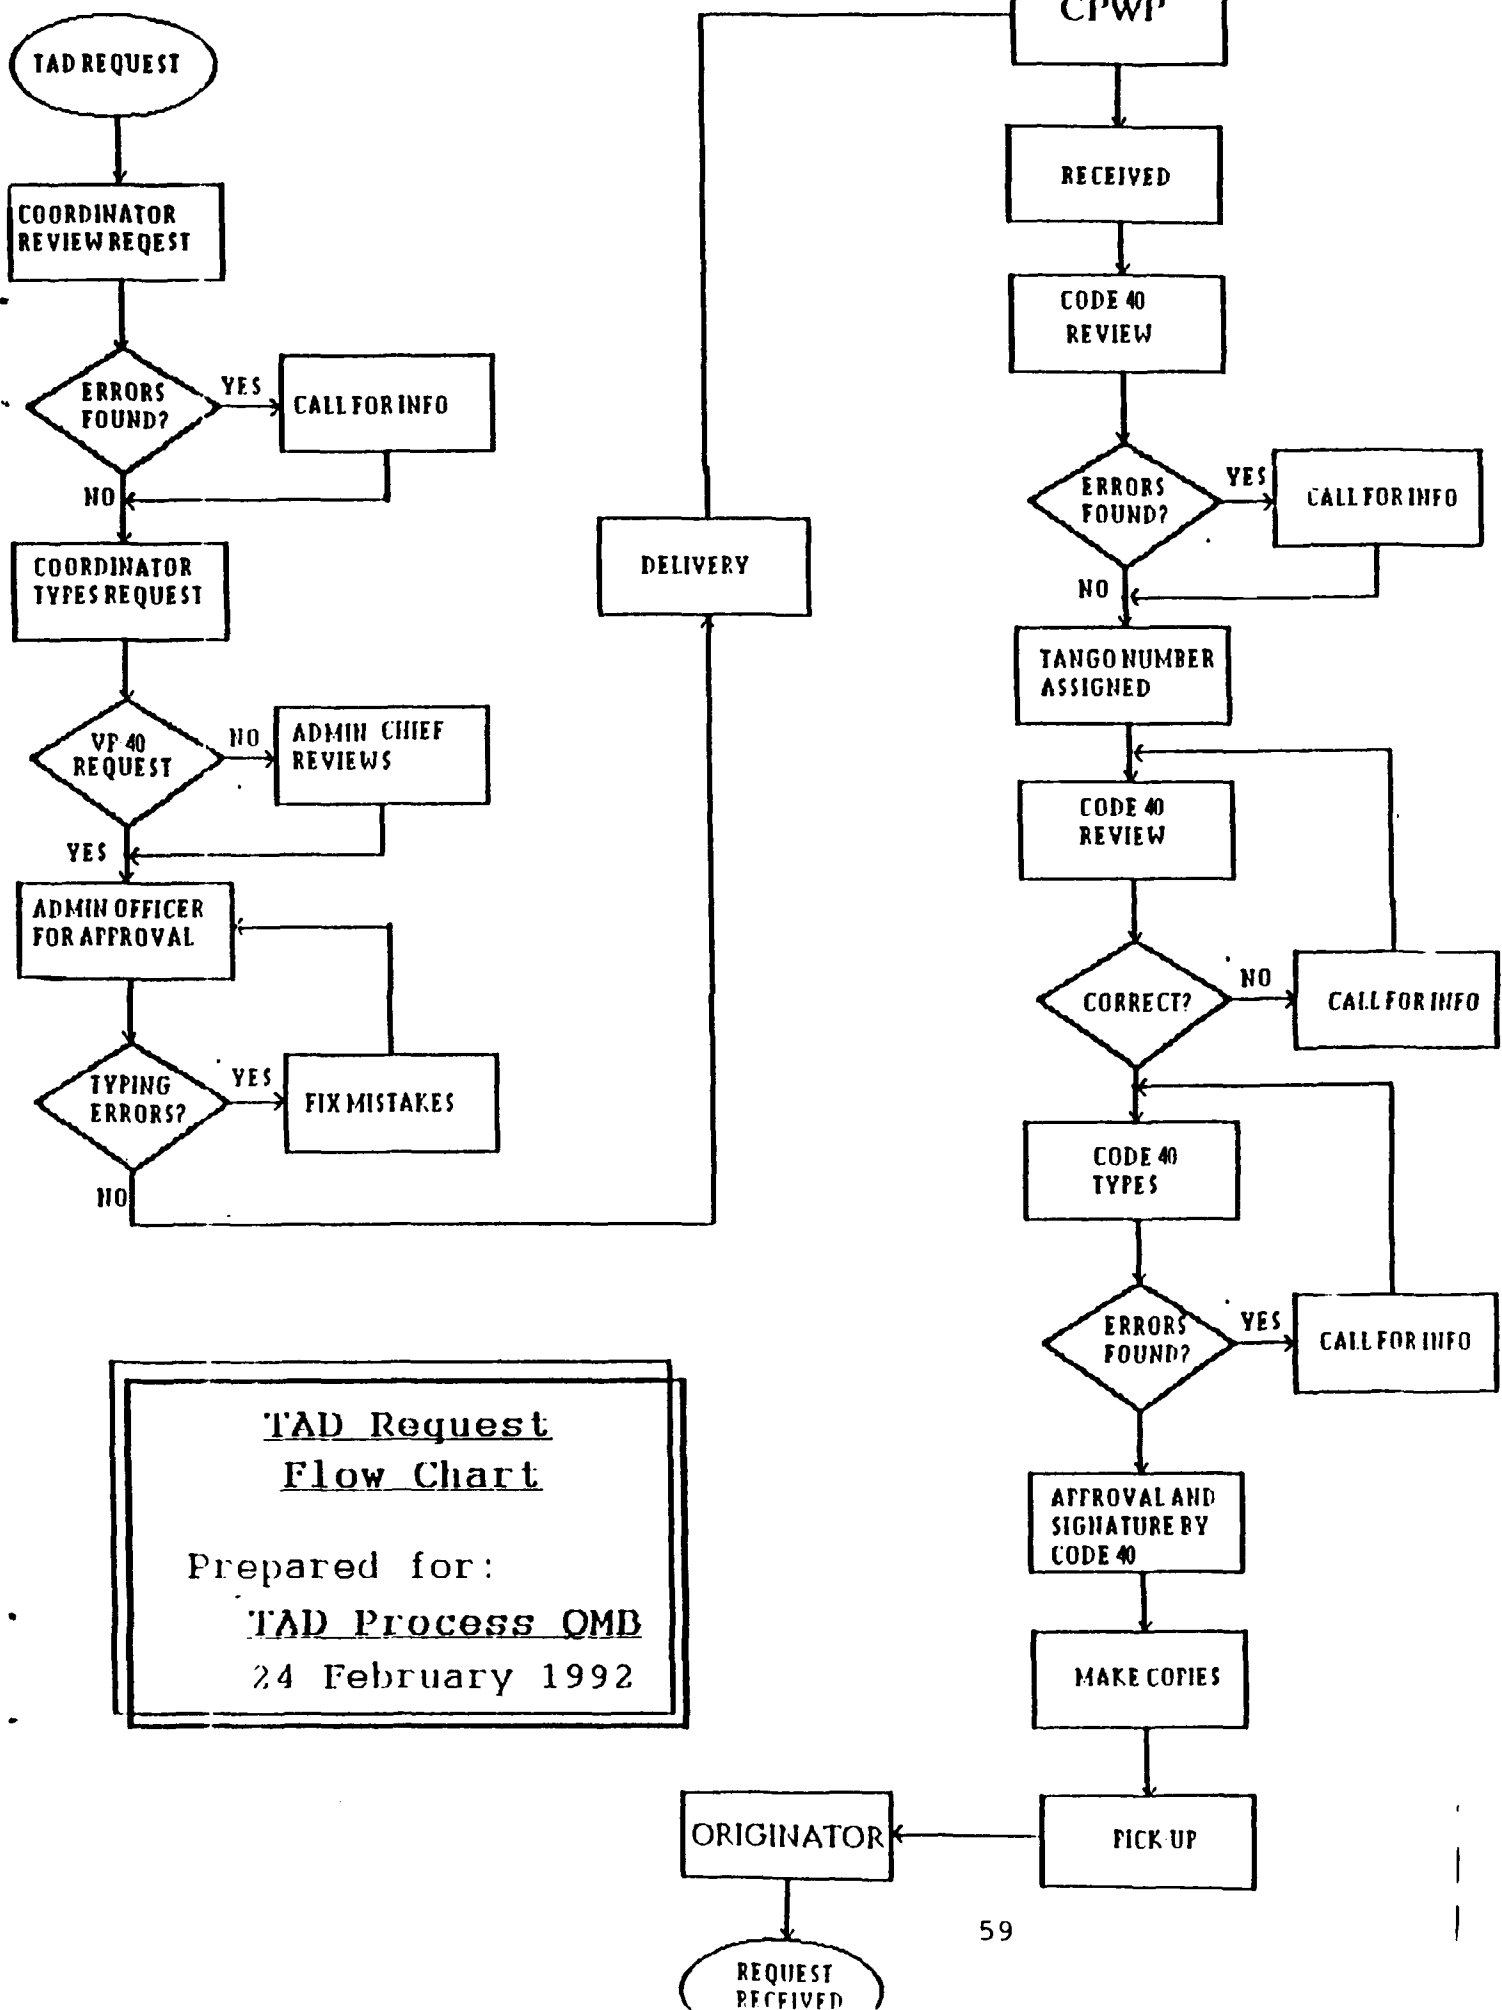 TAD REQUEST
COORDINATOR
REVIEW REQEST
ERRORS
FOUND?
YES
CALL FOR INFO
NO
COORDINATOR
TYPES REQUEST
VP-40
REQUEST
NO
ADMIN CHIEF
REVIEWS
YES
ADMIN OFFICER
FOR APPROVAL
TYPING
ERRORS?
YES
FIX MISTAKES
NO
DELIVERY
CPWP
RECEIVED
CODE 40
REVIEW
ERRORS
FOUND?
YES
CALL FOR INFO
NO
TANGO NUMBER
ASSIGNED
CODE 40
REVIEW
CORRECT?
NO
CALL FOR INFO
CODE 40
TYPES
ERRORS
FOUND?
YES
CALL FOR INFO
APPROVAL AND
SIGNATURE BY
CODE 40
MAKE COPIES
PICK-UP
ORIGINATOR
REQUEST
RECEIVED
TAD Request
Flow Chart
Prepared for:
TAD Process QMB
24 February 1992
59